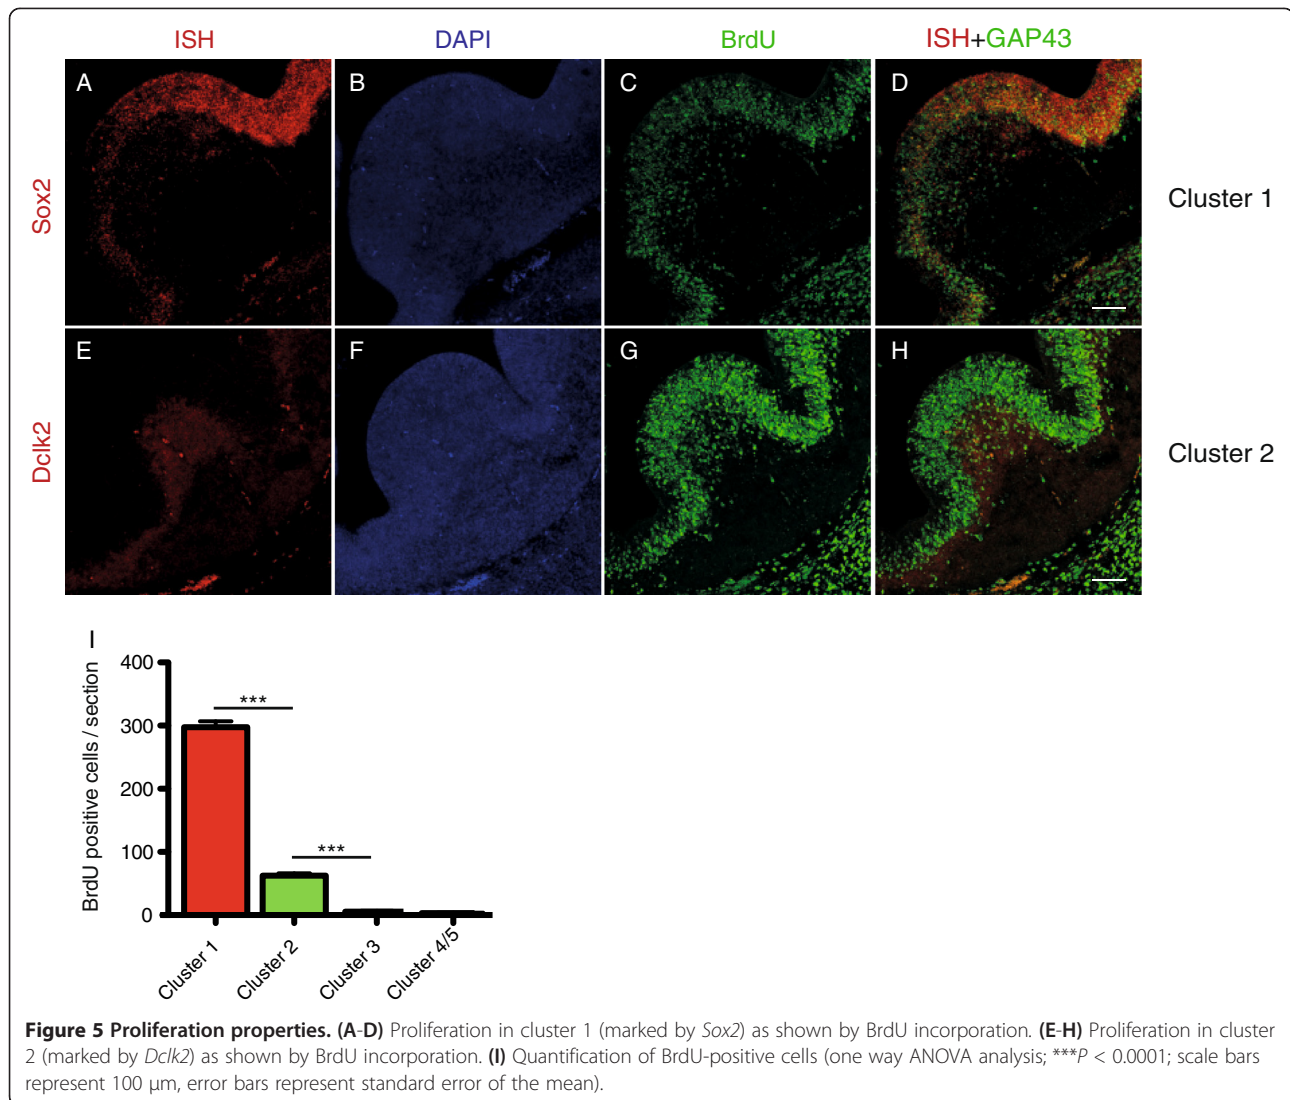 ISH DAPI BrdU ISH+GAP43
A B C D
Sox2
Cluster 1
E F G H
Dclk2
Cluster 2
I
BrdU positive cells / section
400
300
200
100
0
***
***
Cluster 1 Cluster 2 Cluster 3 Cluster 4/5
Figure 5 Proliferation properties. (A-D) Proliferation in cluster 1 (marked by Sox2) as shown by BrdU incorporation. (E-H) Proliferation in cluster
2 (marked by Dclk2) as shown by BrdU incorporation. (I) Quantification of BrdU-positive cells (one way ANOVA analysis; ***P < 0.0001; scale bars
represent 100 μm, error bars represent standard error of the mean).